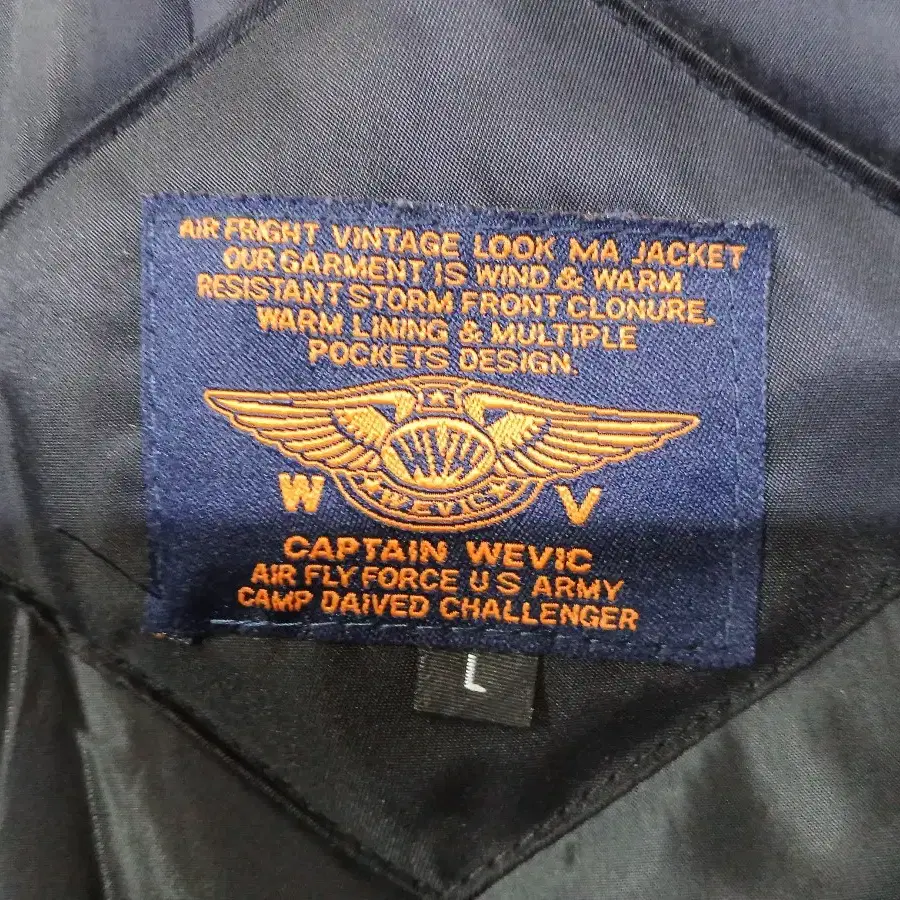 AIR FRIGHT VINTAGE LOOK MA JACKET
OUR GARMENT IS WIND & WARM
RESISTANT STORM FRONT CLONURE,
WARM LINING & MULTIPLE
POCKETS DESIGN.
WV
WEVIC
W V
CAPTAIN WEVIC
AIR FLY FORCE U S ARMY
CAMP DAIVED CHALLENGER
L